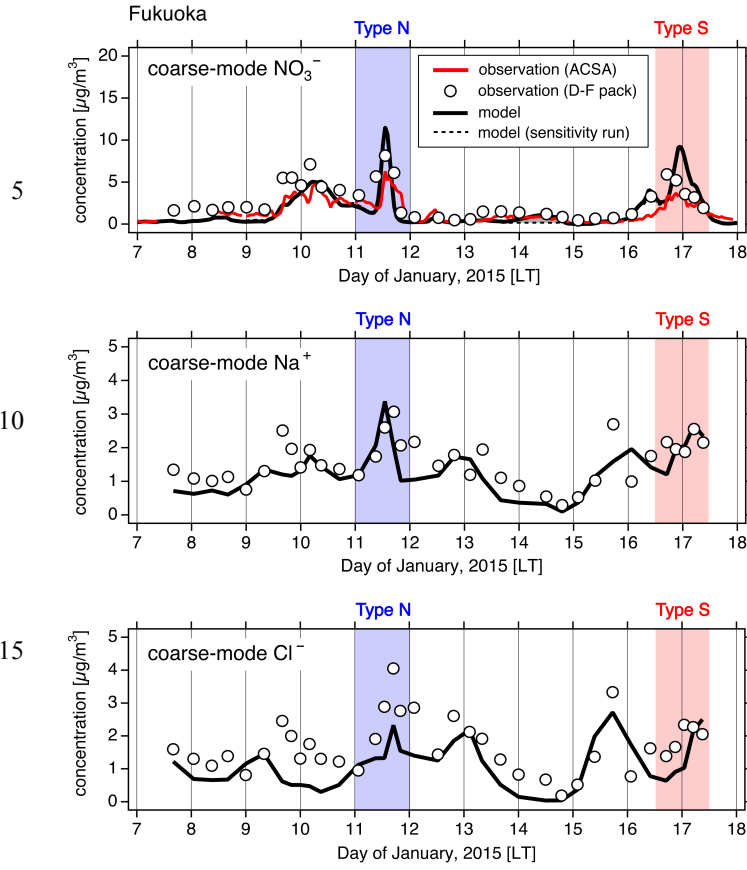 Fukuoka
Type N Type S
coarse-mode NO₃⁻
observation (ACSA)
observation (D-F pack)
model
model (sensitivity run)
concentration [µg/m³]
20
15
10
5
0
5
7 8 9 10 11 12 13 14 15 16 17 18
Day of January, 2015 [LT]
Type N Type S
coarse-mode Na⁺
concentration [µg/m³]
5
4
3
2
1
0
10
7 8 9 10 11 12 13 14 15 16 17 18
Day of January, 2015 [LT]
Type N Type S
coarse-mode Cl⁻
concentration [µg/m³]
5
4
3
2
1
0
15
7 8 9 10 11 12 13 14 15 16 17 18
Day of January, 2015 [LT]